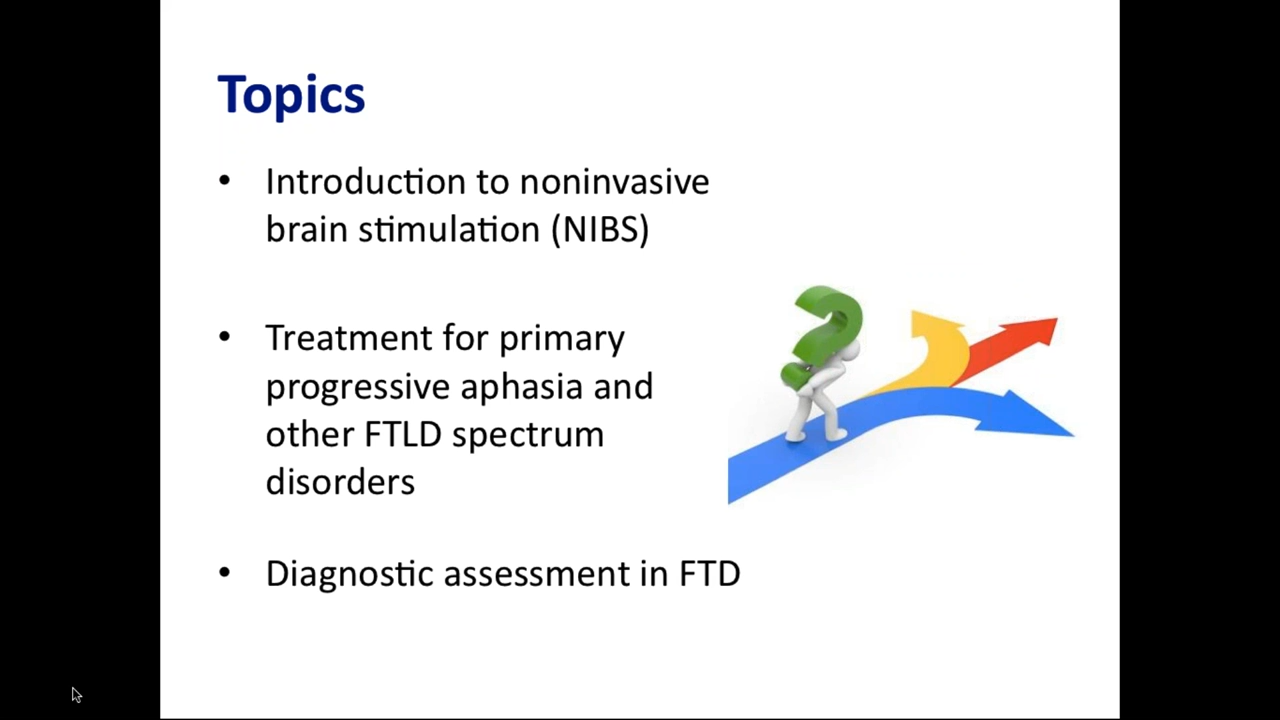 Topics
• Introduction to noninvasive
brain stimulation (NIBS)
• Treatment for primary
progressive aphasia and
other FTLD spectrum
disorders
• Diagnostic assessment in FTD
?